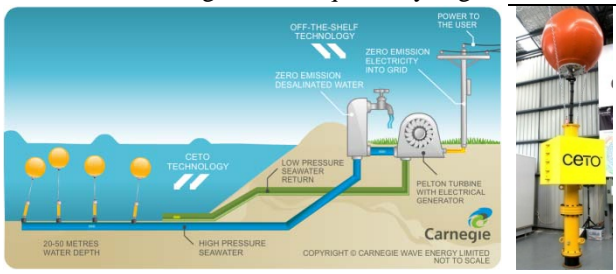 OFF-THE-SHELF
TECHNOLOGY
POWER TO
THE USER
ZERO EMISSION
ELECTRICITY
INTO GRID
ZERO EMISSION
DESALINATED WATER
CETO
TECHNOLOGY
LOW PRESSURE
SEAWATER
RETURN
PELTON TURBINE
WITH ELECTRICAL
GENERATOR
20-50 METRES
WATER DEPTH
HIGH PRESSURE
SEAWATER
Carnegie
COPYRIGHT © CARNEGIE WAVE ENERGY LIMITED
NOT TO SCALE
CETO